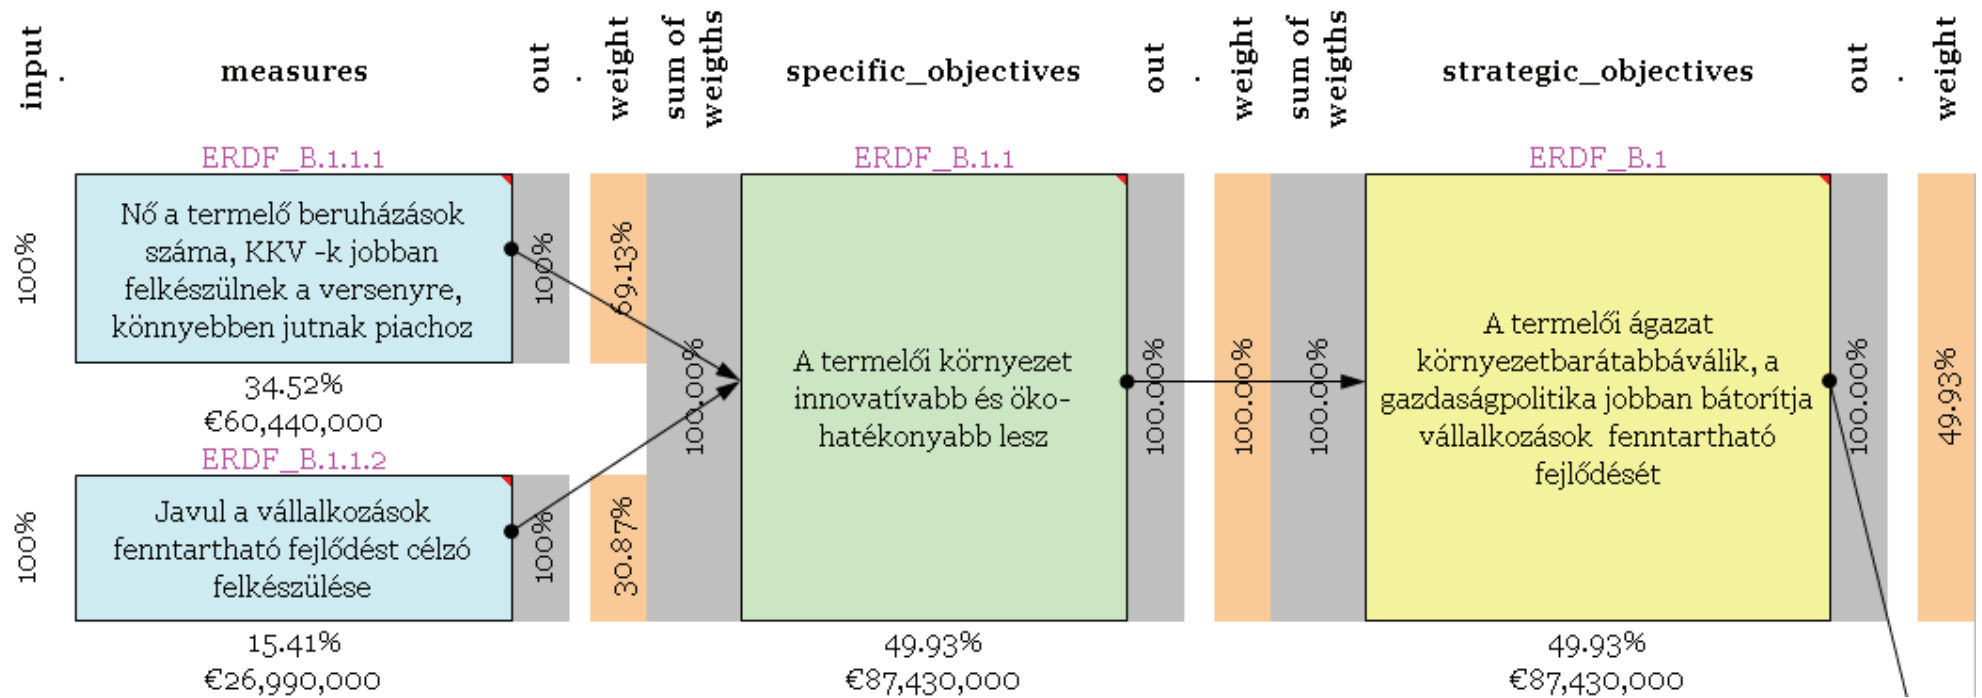 input
.
measures
out
.
weight
sum of
weigths
specific_objectives
out
.
weight
sum of
weigths
strategic_objectives
out
.
weight
ERDF_B.1.1.1
100%
Nő a termelő beruházások
száma, KKV -k jobban
felkészülnek a versenyre,
könnyebben jutnak piachoz
100%
69.13%
34.52%
€60,440,000
ERDF_B.1.1.2
100%
Javul a vállalkozások
fenntartható fejlődést célzó
felkészülése
100%
30.87%
15.41%
€26,990,000
100.00%
ERDF_B.1.1
A termelői környezet
innovatívabb és öko-
hatékonyabb lesz
100.00%
49.93%
€87,430,000
100.00%
100.00%
ERDF_B.1
A termelői ágazat
környezetbarátabbáválik, a
gazdaságpolitika jobban bátorítja
vállalkozások  fenntartható
fejlődését
100.00%
49.93%
€87,430,000
49.93%